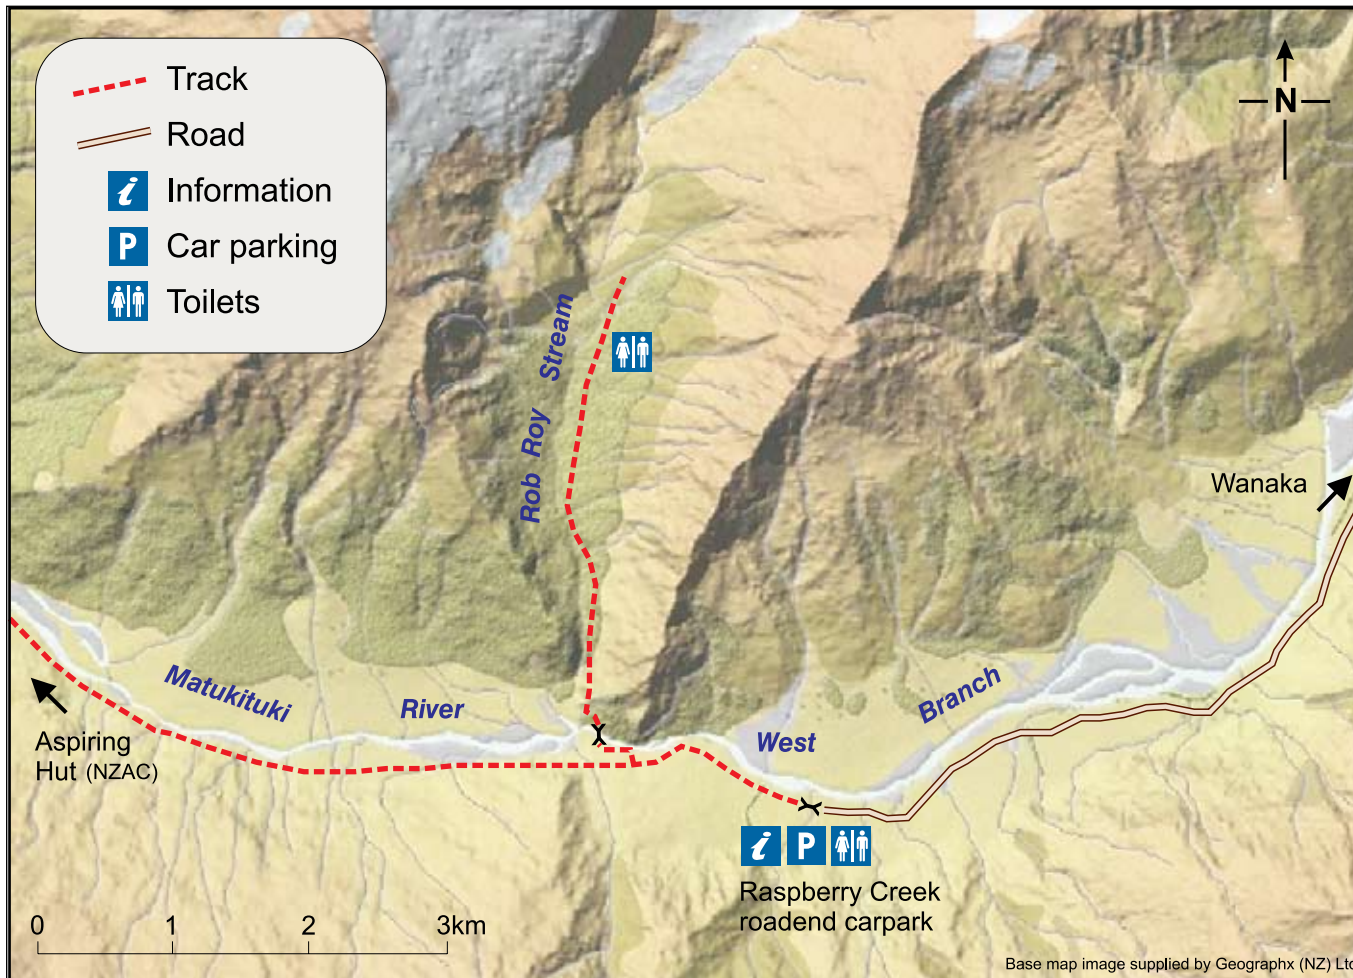 Track
Road
i Information
P Car parking
Toilets
N
Rob Roy Stream
Wanaka
Matukituki River
West Branch
Aspiring
Hut (NZAC)
i P
Raspberry Creek
roadend carpark
0 1 2 3km
Base map image supplied by Geographx (NZ) Ltd